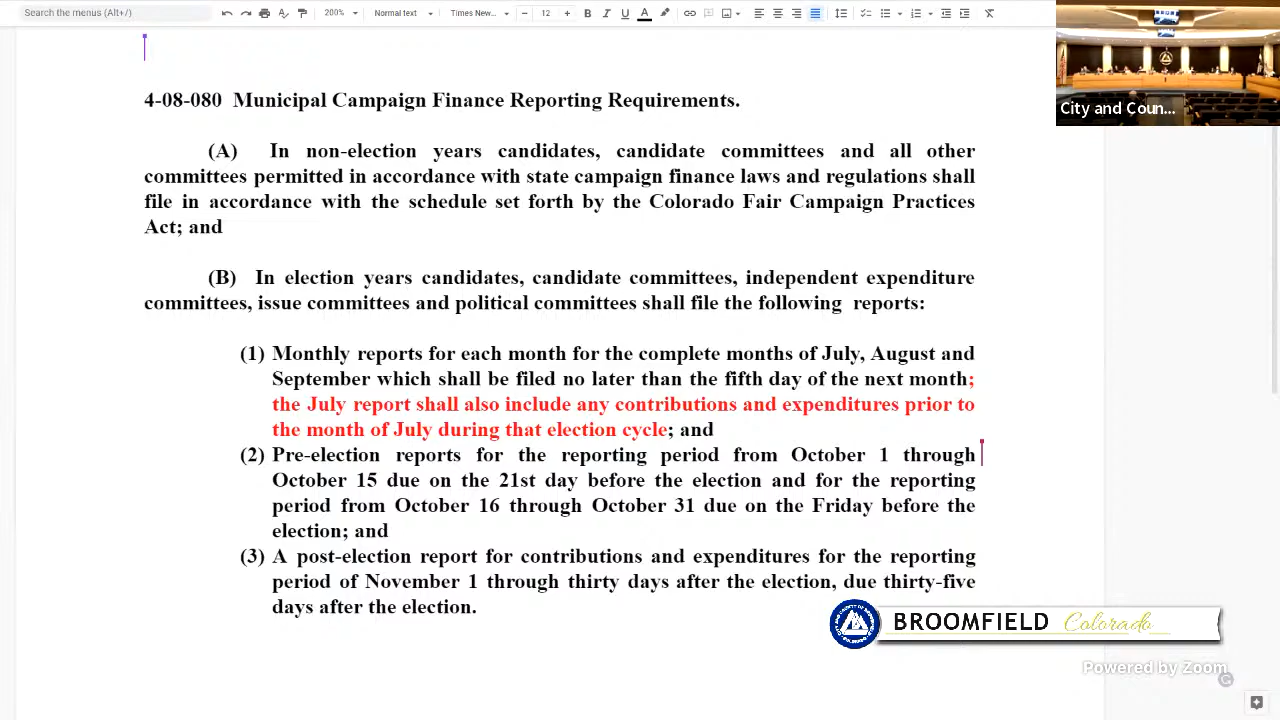 Search the menus (Alt+/)
200%
Normal text
Times New...
12
B I U A
City and Coun...
4-08-080 Municipal Campaign Finance Reporting Requirements.
(A) In non-election years candidates, candidate committees and all other
committees permitted in accordance with state campaign finance laws and regulations shall
file in accordance with the schedule set forth by the Colorado Fair Campaign Practices
Act; and
(B) In election years candidates, candidate committees, independent expenditure
committees, issue committees and political committees shall file the following reports:
(1) Monthly reports for each month for the complete months of July, August and
September which shall be filed no later than the fifth day of the next month;
the July report shall also include any contributions and expenditures prior to
the month of July during that election cycle; and
(2) Pre-election reports for the reporting period from October 1 through
October 15 due on the 21st day before the election and for the reporting
period from October 16 through October 31 due on the Friday before the
election; and
(3) A post-election report for contributions and expenditures for the reporting
period of November 1 through thirty days after the election, due thirty-five
days after the election.
BROOMFIELD Colorado
Powered by Zoom